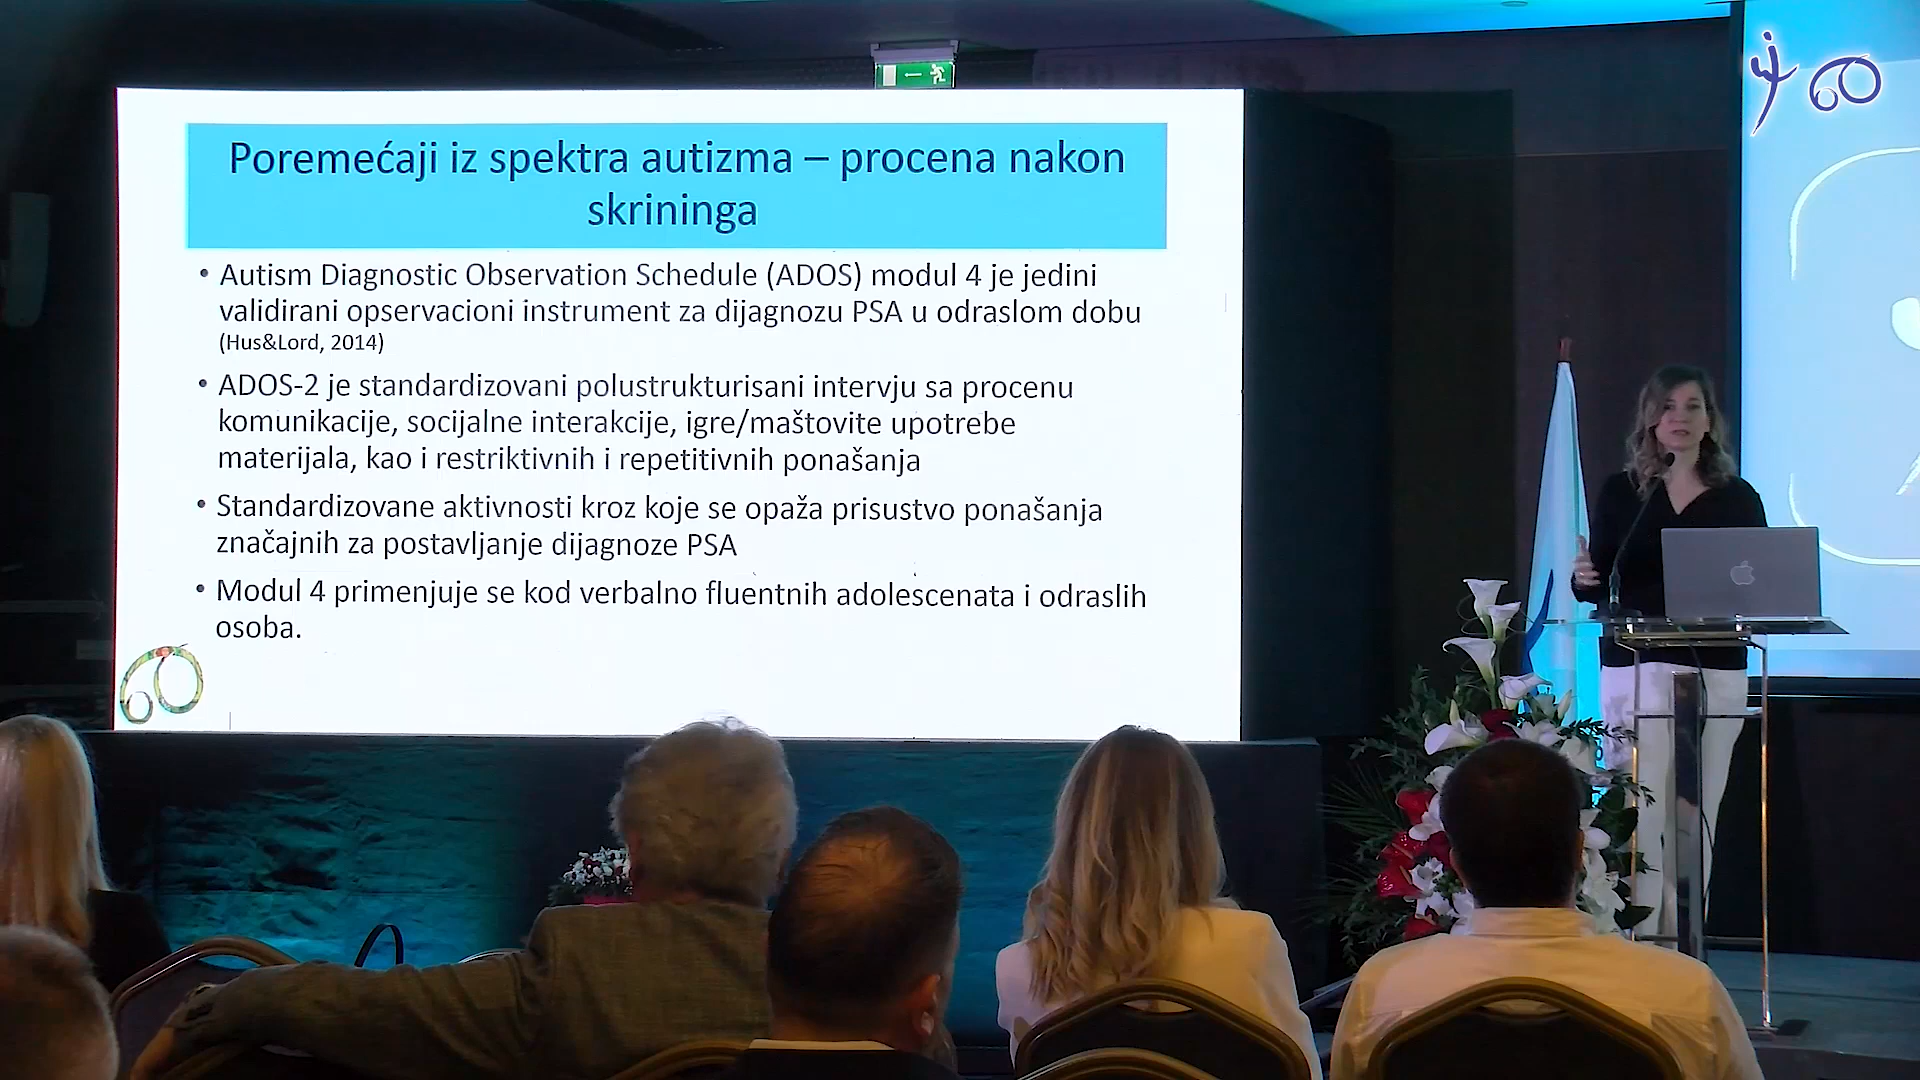 Poremećaji iz spektra autizma – procena nakon
skrininga
• Autism Diagnostic Observation Schedule (ADOS) modul 4 je jedini
validirani opservacioni instrument za dijagnozu PSA u odraslom dobu
(Hus&Lord, 2014)
• ADOS-2 je standardizovani polustrukturisani intervju sa procenu
komunikacije, socijalne interakcije, igre/maštovite upotrebe
materijala, kao i restriktivnih i repetitivnih ponašanja
• Standardizovane aktivnosti kroz koje se opaža prisustvo ponašanja
značajnih za postavljanje dijagnoze PSA
• Modul 4 primenjuje se kod verbalno fluentnih adolescenata i odraslih
osoba.
60
60